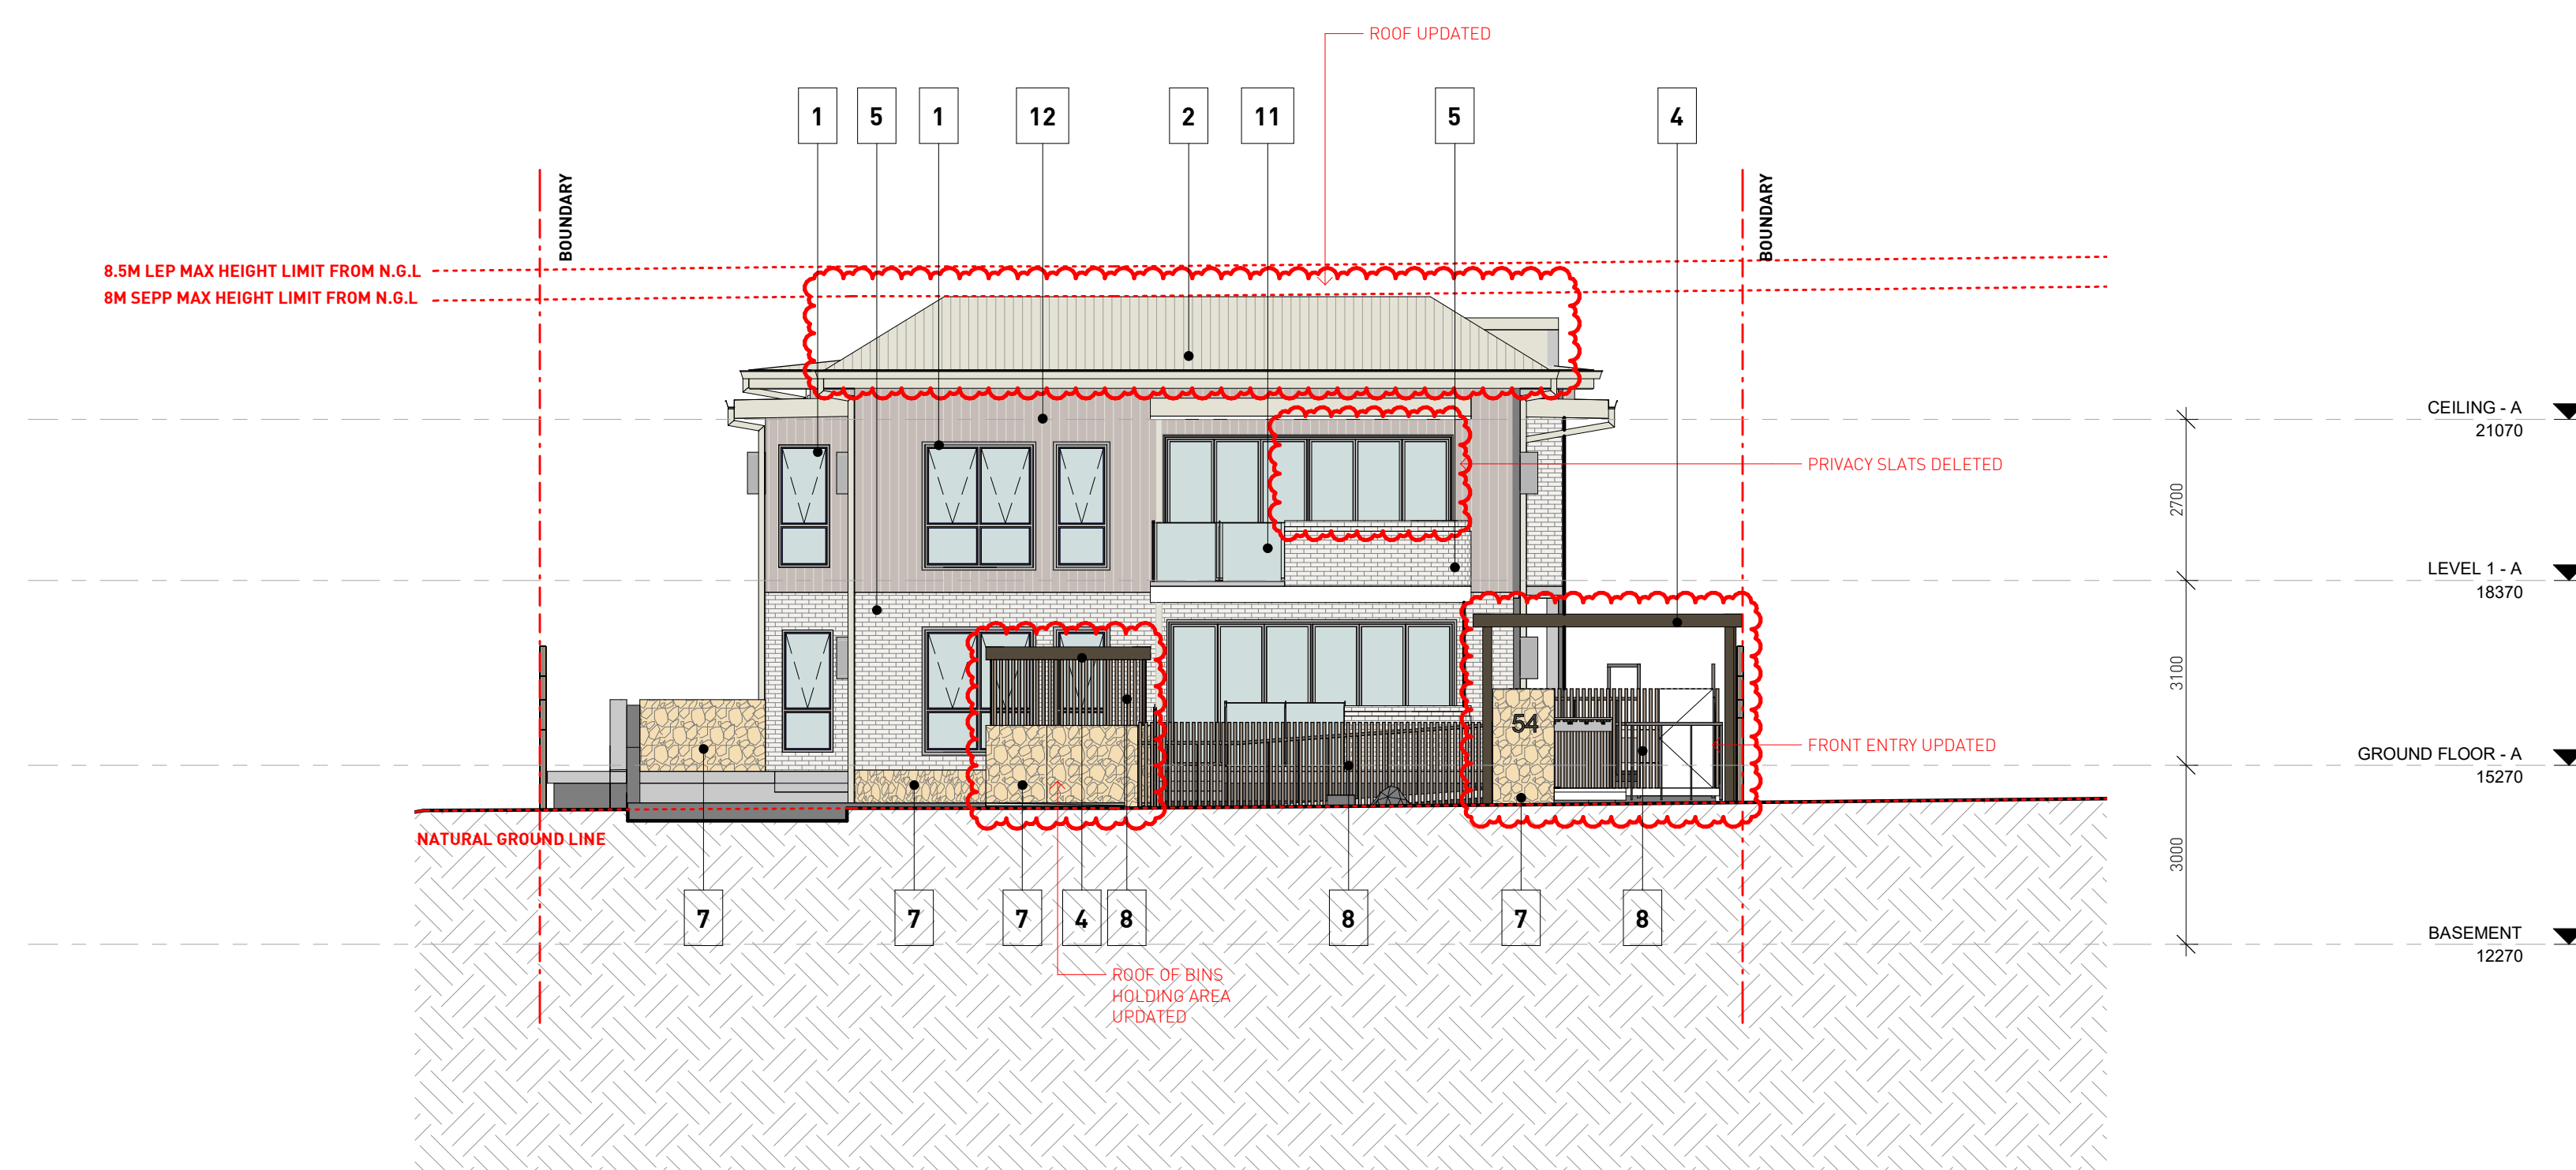 ROOF UPDATED
1
5
1
12
2
11
5
4
BOUNDARY
BOUNDARY
8.5M LEP MAX HEIGHT LIMIT FROM N.G.L
8M SEPP MAX HEIGHT LIMIT FROM N.G.L
CEILING - A
21070
PRIVACY SLATS DELETED
2700
LEVEL 1 - A
18370
3100
54
FRONT ENTRY UPDATED
GROUND FLOOR - A
15270
NATURAL GROUND LINE
3000
7
7
7
4
8
8
7
8
BASEMENT
12270
ROOF OF BINS
HOLDING AREA
UPDATED